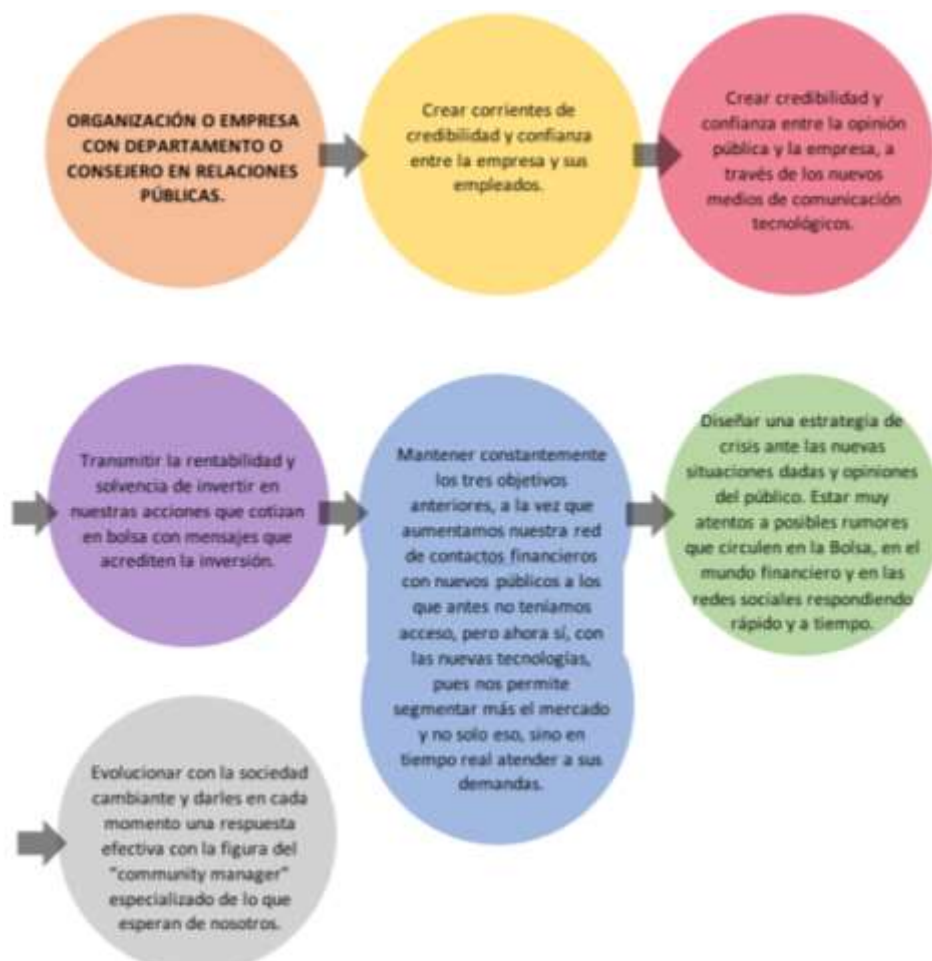 ORGANIZACIÓN O EMPRESA
CON DEPARTAMENTO O
CONSEJERO EN RELACIONES
PÚBLICAS.
Crear corrientes de
credibilidad y confianza
entre la empresa y sus
empleados.
Crear credibilidad y
confianza entre la opinión
pública y la empresa, a
través de los nuevos
medios de comunicación
tecnológicos.
Transmitir la rentabilidad y
solvencia de invertir en
nuestras acciones que cotizan
en bolsa con mensajes que
acrediten la inversión.
Mantener constantemente
los tres objetivos
anteriores, a la vez que
aumentamos nuestra red
de contactos financieros
con nuevos públicos a los
que antes no teníamos
acceso, pero ahora sí, con
las nuevas tecnologías,
pues nos permite
segmentar más el mercado
y no solo eso, sino en
tiempo real atender a sus
demandas.
Diseñar una estrategia de
crisis ante las nuevas
situaciones dadas y opiniones
del público. Estar muy
atentos a posibles rumores
que circulen en la Bolsa, en el
mundo financiero y en las
redes sociales respondiendo
rápido y a tiempo.
Evolucionar con la sociedad
cambiante y darles en cada
momento una respuesta
efectiva con la figura del
"community manager"
especializado de lo que
esperan de nosotros.